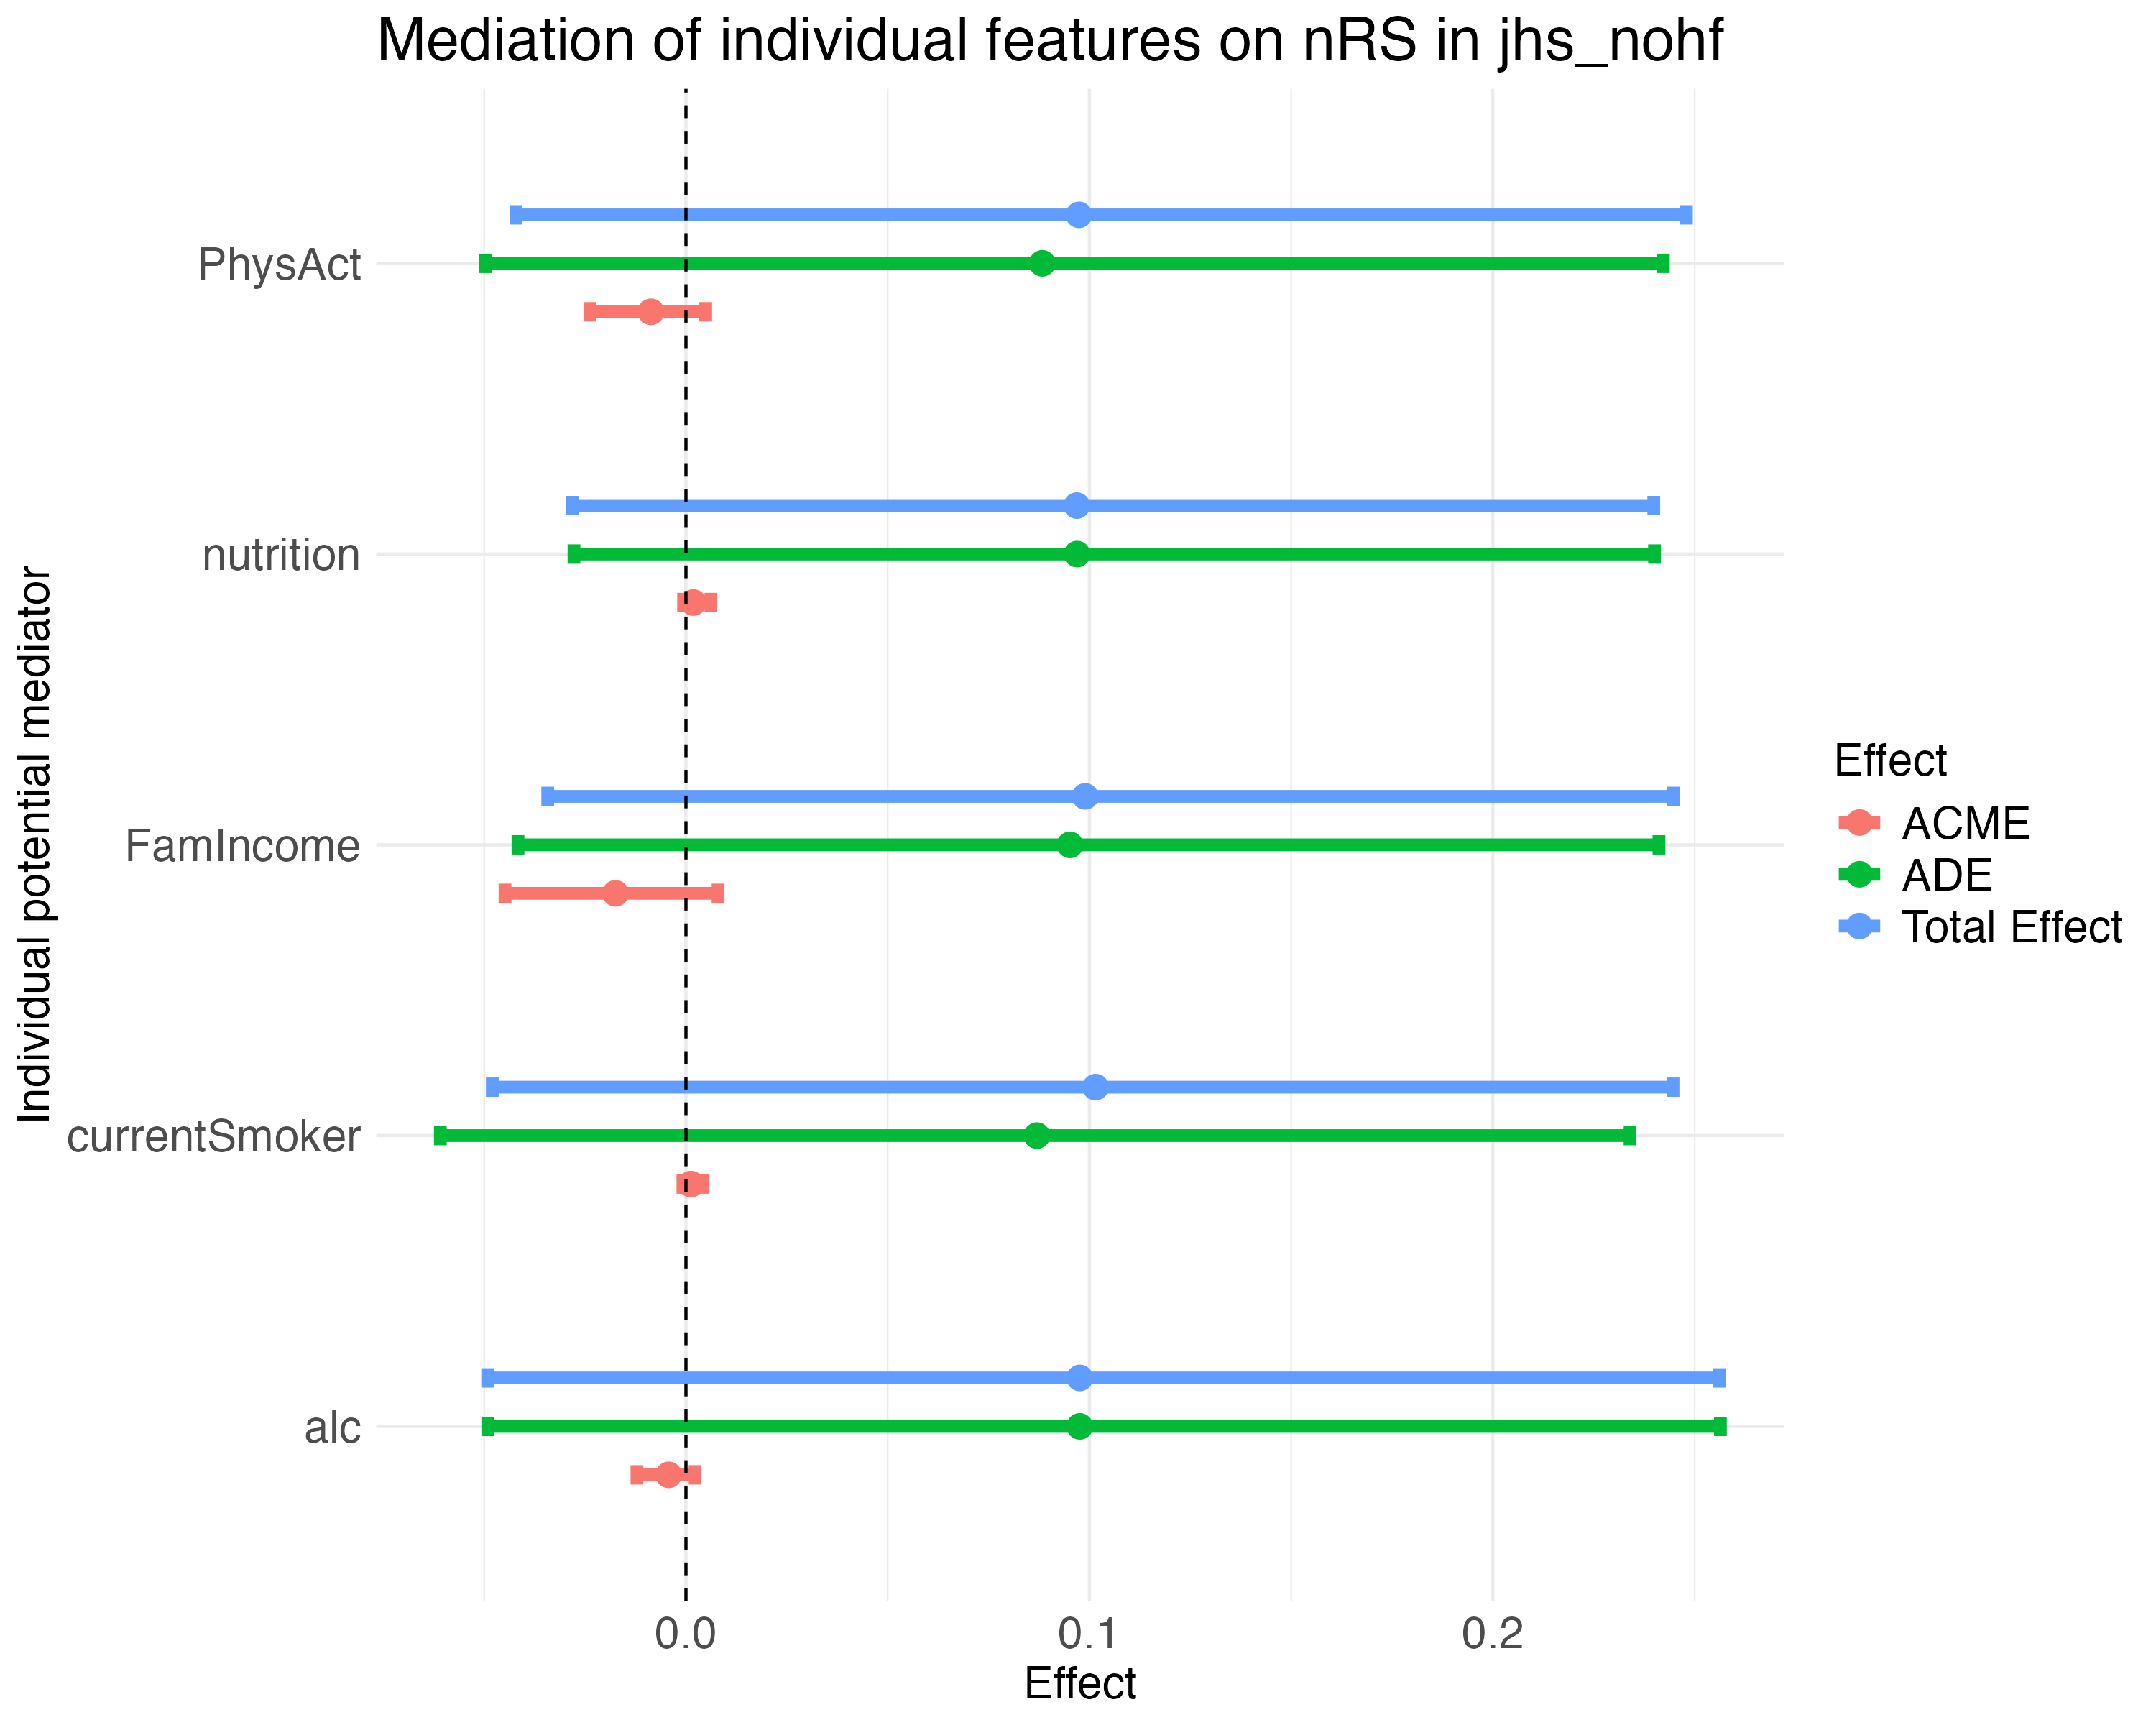 Mediation of individual features on nRS in jhs_nohf
Individual potential mediator
PhysAct
nutrition
FamIncome
currentSmoker
alc
0.0
0.1
0.2
Effect
Effect
ACME
ADE
Total Effect